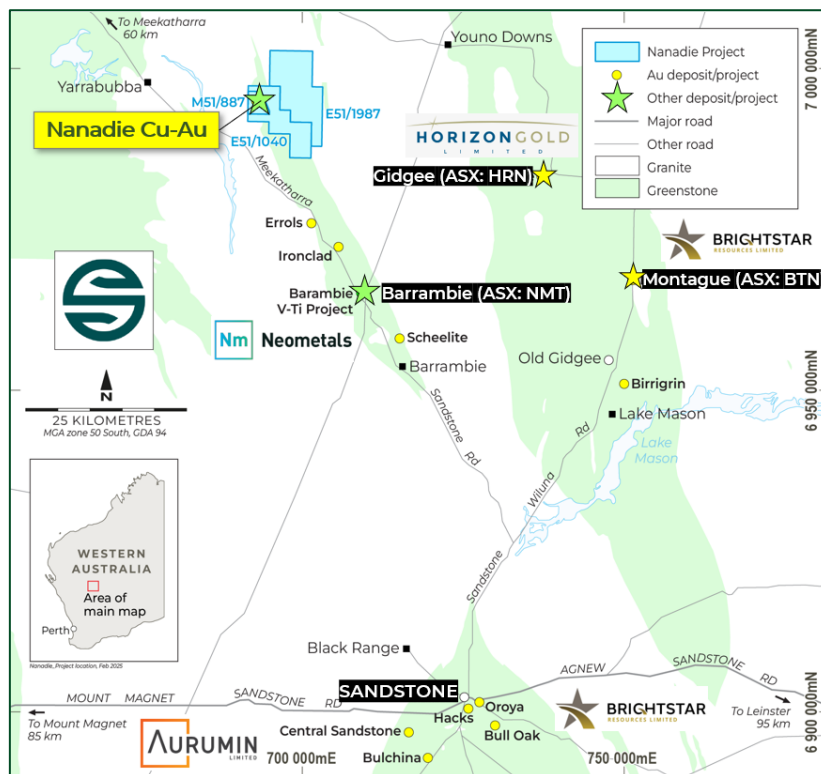 To Meekatharra
60 km
Yarrabubba
M51/887
E51/1987
E51/1040
Nanadie Cu-Au
Youno Downs
Nanadie Project
Au deposit/project
Other deposit/project
Major road
Other road
Granite
Greenstone
7 000 000mN
HORIZONGOLD
LIMITED
Gidgee (ASX: HRN)
Meekatharra
Errols
Ironclad
BRIGHTSTAR
RESOURCES LIMITED
Montague (ASX: BTN)
Barambie
V-Ti Project
Barrambie (ASX: NMT)
Nm Neometals
Scheelite
Barrambie
Old Gidgee
Birrigrin
Lake Mason
6 950 000mN
N
25 KILOMETRES
MGA zone 50 South, GDA 94
Sandstone
Rd
Lake
Mason
Rd
Wiluna
Sandstone
WESTERN
AUSTRALIA
Area of
main map
Perth
Nanadie, Project location, Feb 2025
Black Range
SANDSTONE
AGNEW
SANDSTONE
RD
MOUNT MAGNET
SANDSTONE
RD
To Mount Magnet
85 km
AURUMIN
LIMITED
Hacks
Oroya
Central Sandstone
Bull Oak
Bulchina
BRIGHTSTAR
RESOURCES LIMITED
To Leinster
95 km
6 900 000mN
700 000mE
750 000mE